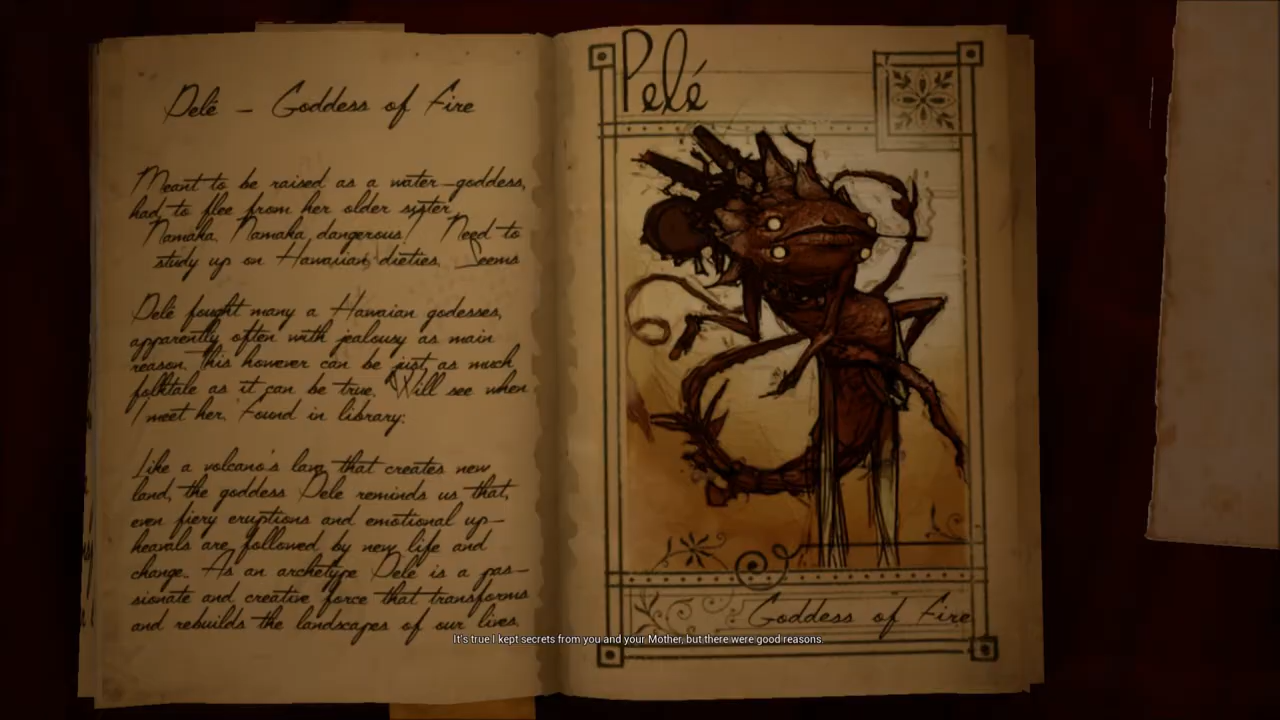 Pelé - Goddess of Fire
Meant to be raised as a water-goddess,
had to flee from her older sister
Namaka. Namaka dangerous! Need to
study up on Hawaiian dieties. Seems
Pelé fought many a Hawaian godesses,
apparently often with jealousy as main
reason. This however can be just as much
folktale as it can be true. Will see when
I meet her. Found in library:
Like a volcano's lava that creates new
land, the goddess Pele reminds us that,
even fiery eruptions and emotional up-
heavals are followed by new life and
change. As an archetype Pele is a pas-
sionate and creative force that transforms
and rebuilds the landscapes of our lives.
Pelé
Goddess of Fire
It's true I kept secrets from you and your Mother, but there were good reasons.